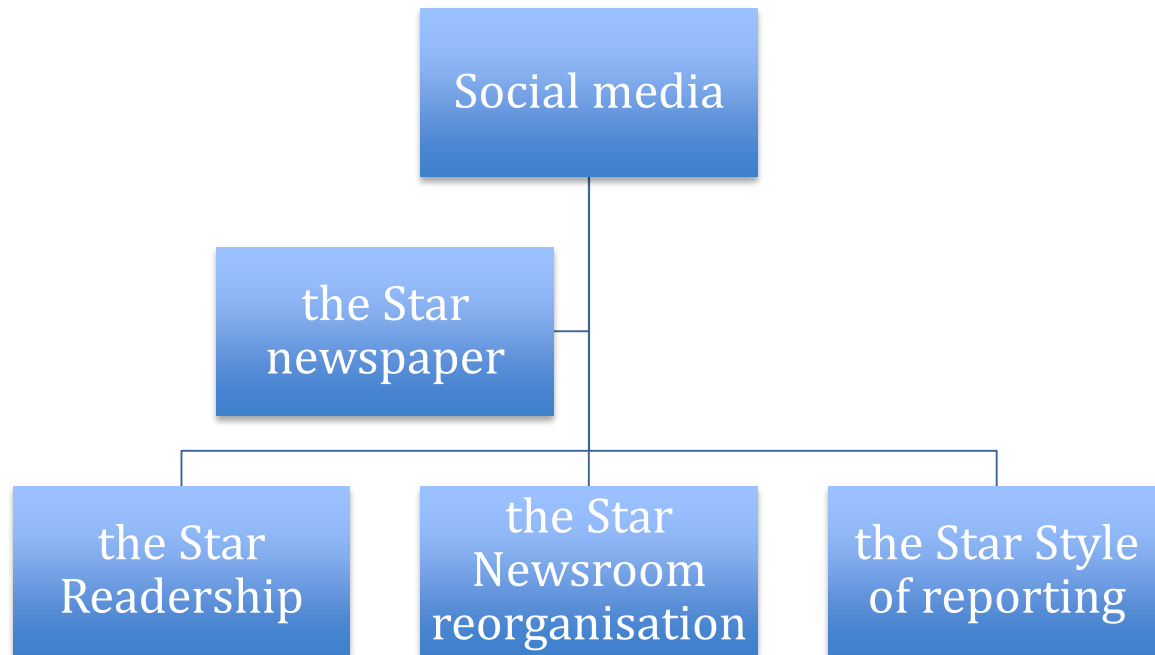 Social media
the Star
newspaper
the Star
Readership
the Star
Newsroom
reorganisation
the Star Style
of reporting